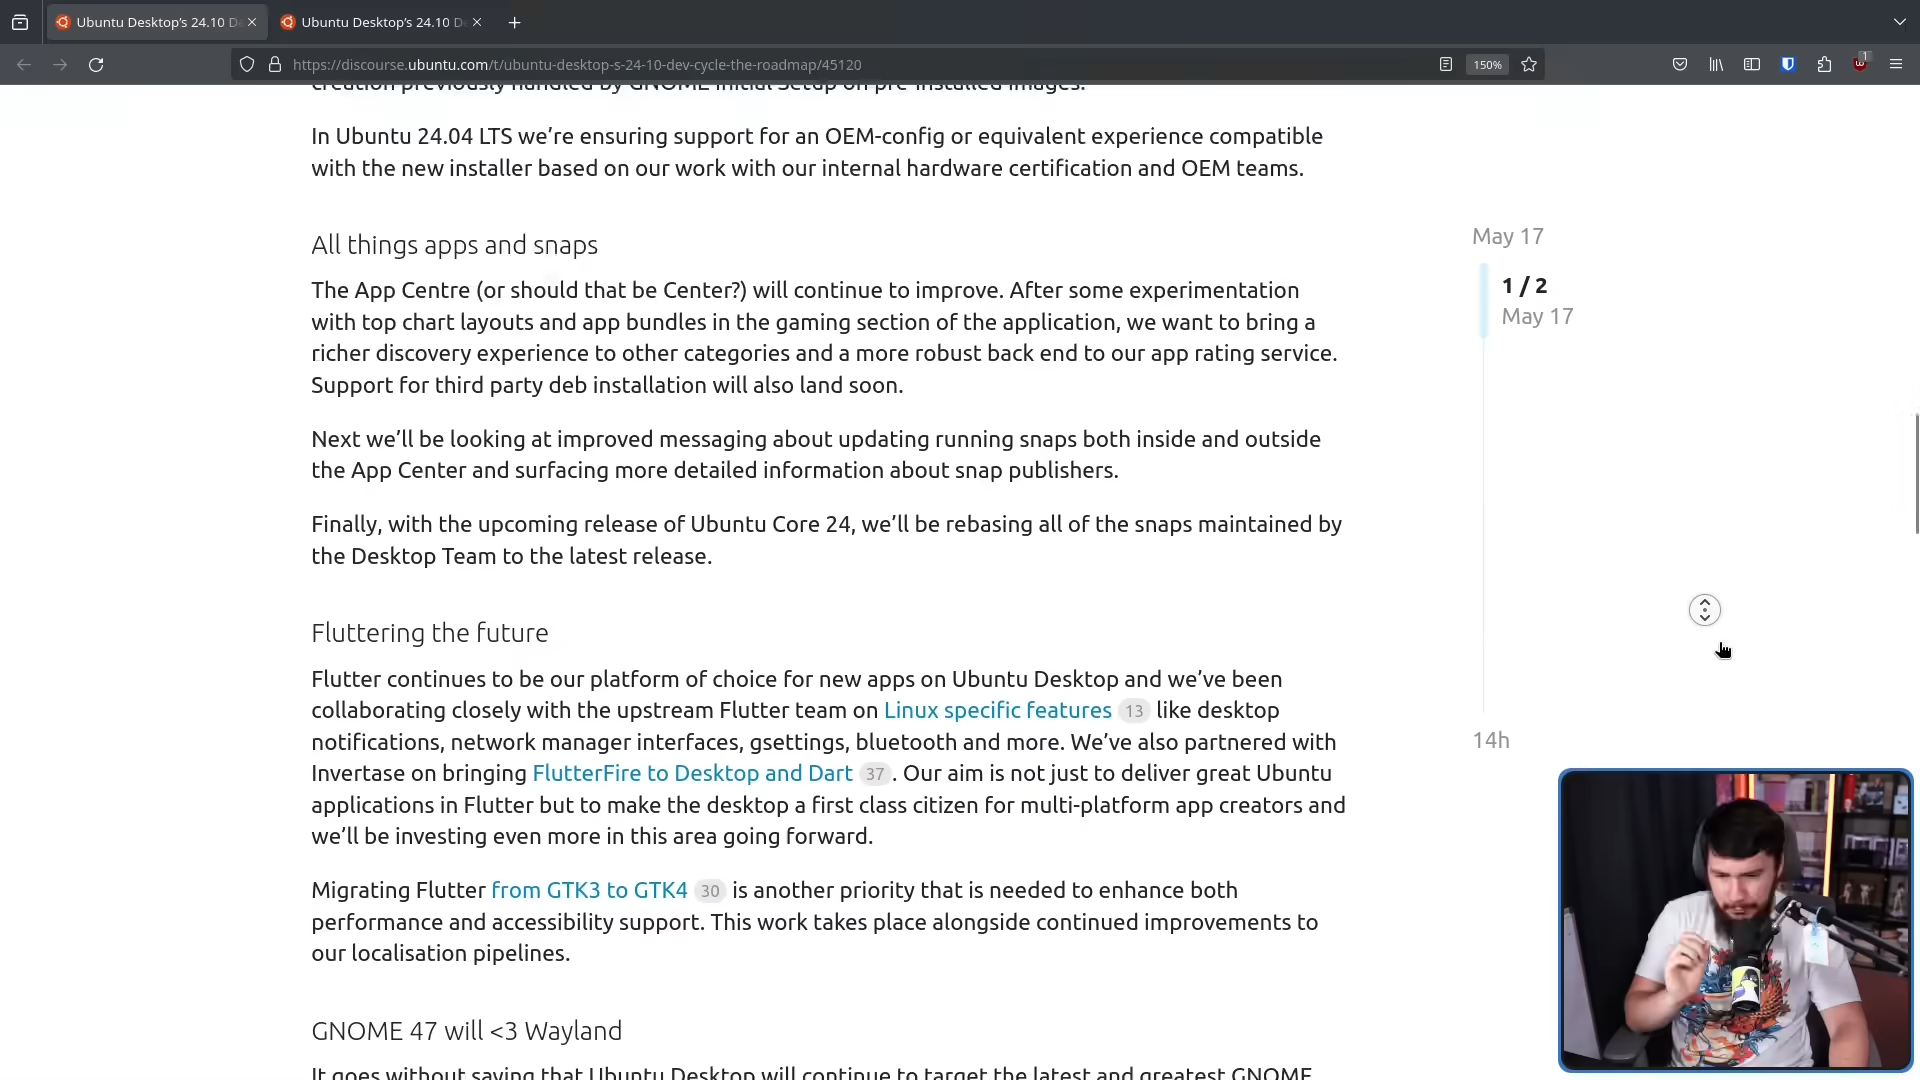 Ubuntu Desktop's 24.10 D
Ubuntu Desktop's 24.10 De
https://discourse.ubuntu.com/t/ubuntu-desktop-s-24-10-dev-cycle-the-roadmap/45120
150%
1
creation previously handled by GNOME Initial Setup on pre-installed images.
In Ubuntu 24.04 LTS we’re ensuring support for an OEM-config or equivalent experience compatible
with the new installer based on our work with our internal hardware certification and OEM teams.
All things apps and snaps
The App Centre (or should that be Center?) will continue to improve. After some experimentation
with top chart layouts and app bundles in the gaming section of the application, we want to bring a
richer discovery experience to other categories and a more robust back end to our app rating service.
Support for third party deb installation will also land soon.
Next we’ll be looking at improved messaging about updating running snaps both inside and outside
the App Center and surfacing more detailed information about snap publishers.
Finally, with the upcoming release of Ubuntu Core 24, we’ll be rebasing all of the snaps maintained by
the Desktop Team to the latest release.
Fluttering the future
Flutter continues to be our platform of choice for new apps on Ubuntu Desktop and we’ve been
collaborating closely with the upstream Flutter team on Linux specific features 13 like desktop
notifications, network manager interfaces, gsettings, bluetooth and more. We’ve also partnered with
Invertase on bringing FlutterFire to Desktop and Dart 37. Our aim is not just to deliver great Ubuntu
applications in Flutter but to make the desktop a first class citizen for multi-platform app creators and
we’ll be investing even more in this area going forward.
Migrating Flutter from GTK3 to GTK4 30 is another priority that is needed to enhance both
performance and accessibility support. This work takes place alongside continued improvements to
our localisation pipelines.
GNOME 47 will <3 Wayland
It goes without saying that Ubuntu Desktop will continue to target the latest and greatest GNOME
May 17
1 / 2
May 17
14h